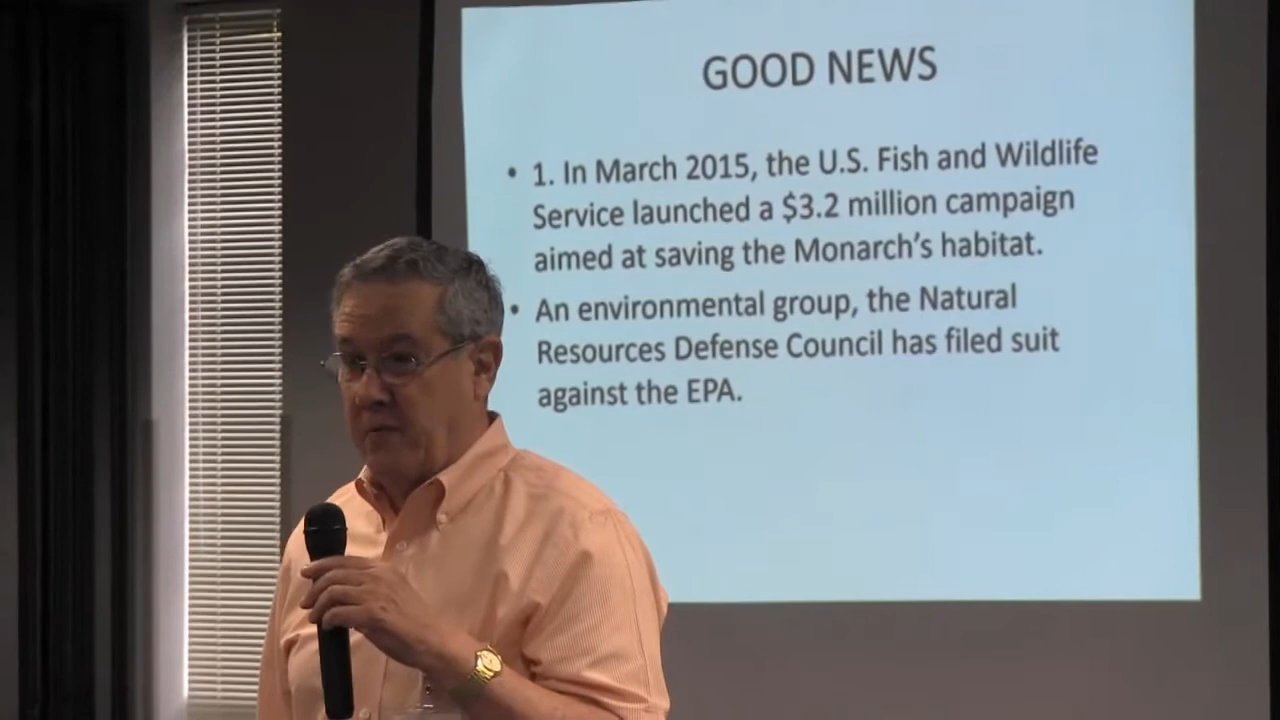 GOOD NEWS
• 1. In March 2015, the U.S. Fish and Wildlife
Service launched a $3.2 million campaign
aimed at saving the Monarch’s habitat.
• An environmental group, the Natural
Resources Defense Council has filed suit
against the EPA.